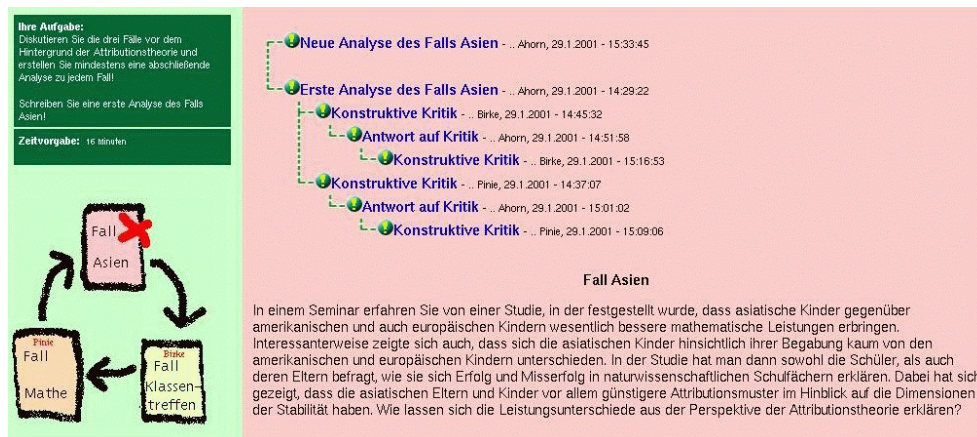 Ihre Aufgabe:
Diskutieren Sie die drei Fälle vor dem
Hintergrund der Attributionstheorie und
erstellen Sie mindestens eine abschließende
Analyse zu jedem Fall!
Schreiben Sie eine erste Analyse des Falls
Asien!
Zeitvorgabe: 16 Minuten
Fall
Asien
Pinie
Fall
Mathe
Birke
Fall
Klassen-
treffen
Neue Analyse des Falls Asien - .. Ahorn, 29.1.2001 - 15:33:45
Erste Analyse des Falls Asien - .. Ahorn, 29.1.2001 - 14:29:22
Konstruktive Kritik - .. Birke, 29.1.2001 - 14:45:32
Antwort auf Kritik - .. Ahorn, 29.1.2001 - 14:51:58
Konstruktive Kritik - .. Birke, 29.1.2001 - 15:16:53
Konstruktive Kritik - .. Pinie, 29.1.2001 - 14:37:07
Antwort auf Kritik - .. Ahorn, 29.1.2001 - 15:01:02
Konstruktive Kritik - .. Pinie, 29.1.2001 - 15:09:06
Fall Asien
In einem Seminar erfahren Sie von einer Studie, in der festgestellt wurde, dass asiatische Kinder gegenüber
amerikanischen und auch europäischen Kindern wesentlich bessere mathematische Leistungen erbringen.
Interessanterweise zeigte sich auch, dass sich die asiatischen Kinder hinsichtlich ihrer Begabung kaum von den
amerikanischen und europäischen Kindern unterschieden. In der Studie hat man dann sowohl die Schüler, als auch
deren Eltern befragt, wie sie sich Erfolg und Misserfolg in naturwissenschaftlichen Schulfächern erklären. Dabei hat sich
gezeigt, dass die asiatischen Eltern und Kinder vor allem günstigere Attributionsmuster im Hinblick auf die Dimensionen
der Stabilität haben. Wie lassen sich die Leistungsunterschiede aus der Perspektive der Attributionstheorie erklären?